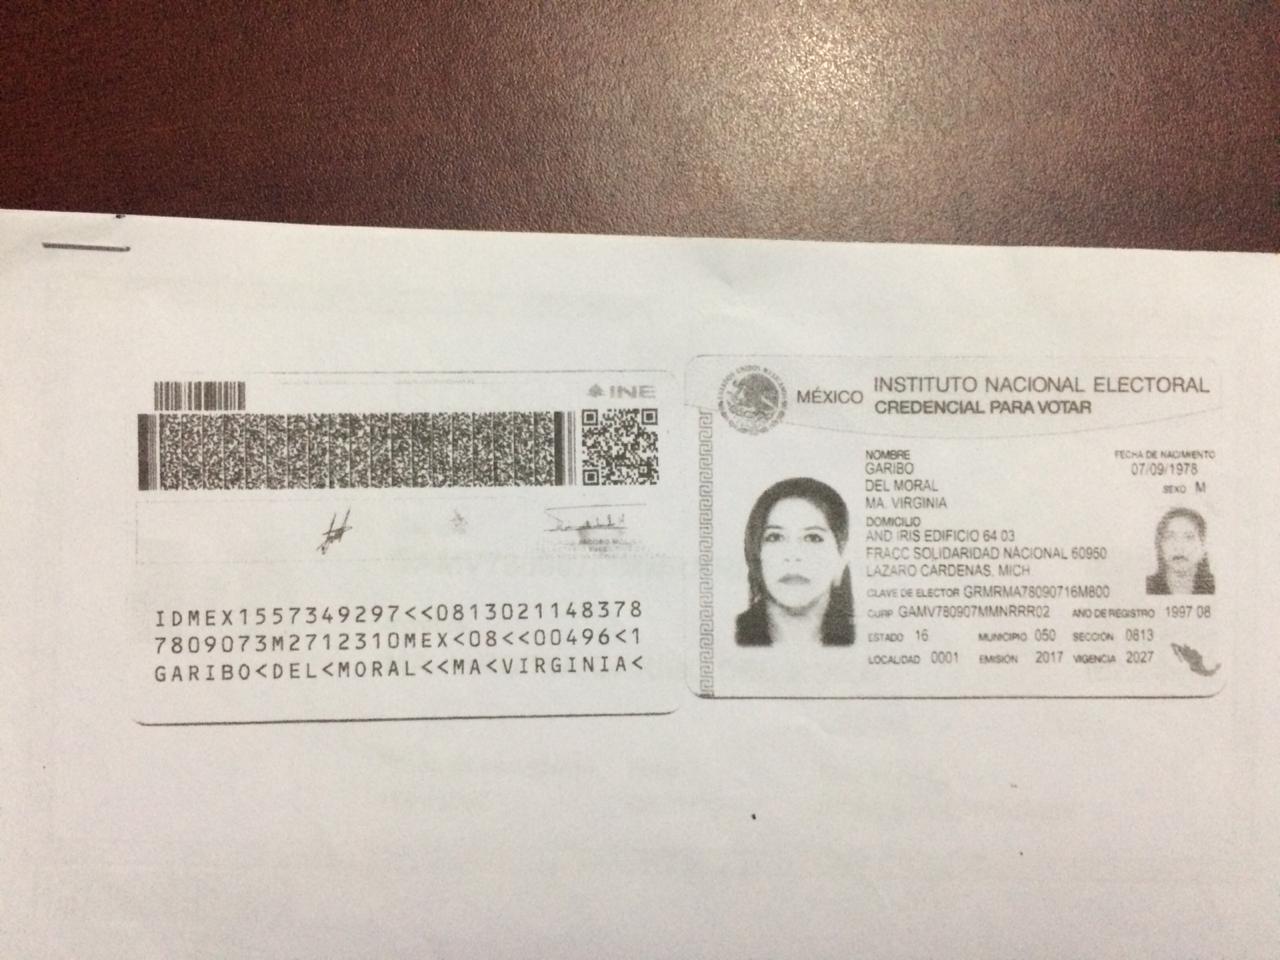 INE
IDMEX1557349297<<0813021148378
7809073M2712310MEX<08<<00496<1
GARIBO<DEL<MORAL<<MA<VIRGINIA<
MÉXICO INSTITUTO NACIONAL ELECTORAL
CREDENCIAL PARA VOTAR
NOMBRE
GARIBO
DEL MORAL
MA. VIRGINIA
FECHA DE NACIMIENTO
07/09/1978
SEXO M
DOMICILIO
AND IRIS EDIFICIO 64 03
FRACC SOLIDARIDAD NACIONAL 60950
LAZARO CARDENAS, MICH
CLAVE DE ELECTOR GRMRMA78090716M800
CURP GAMV780907MMNRRR02 AÑO DE REGISTRO 1997 08
ESTADO 16 MUNICIPIO 050 SECCIÓN 0813
LOCALIDAD 0001 EMISIÓN 2017 VIGENCIA 2027